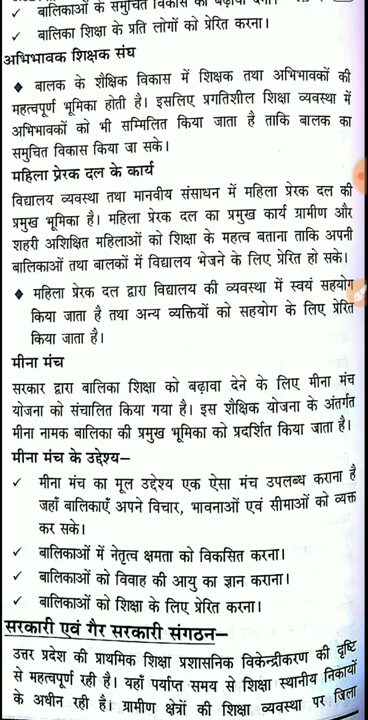 ✓ बालिकाओं के समुचित विकास को बढ़ावा देना।
✓ बालिका शिक्षा के प्रति लोगों को प्रेरित करना।
अभिभावक शिक्षक संघ
♦ बालक के शैक्षिक विकास में शिक्षक तथा अभिभावकों की
महत्वपूर्ण भूमिका होती है। इसलिए प्रगतिशील शिक्षा व्यवस्था में
अभिभावकों को भी सम्मिलित किया जाता है ताकि बालक का
समुचित विकास किया जा सके।
महिला प्रेरक दल के कार्य
विद्यालय व्यवस्था तथा मानवीय संसाधन में महिला प्रेरक दल की
प्रमुख भूमिका है। महिला प्रेरक दल का प्रमुख कार्य ग्रामीण और
शहरी अशिक्षित महिलाओं को शिक्षा के महत्व बताना ताकि अपनी
बालिकाओं तथा बालकों में विद्यालय भेजने के लिए प्रेरित हो सके।
♦ महिला प्रेरक दल द्वारा विद्यालय की व्यवस्था में स्वयं सहयोग
किया जाता है तथा अन्य व्यक्तियों को सहयोग के लिए प्रेरित
किया जाता है।
मीना मंच
सरकार द्वारा बालिका शिक्षा को बढ़ावा देने के लिए मीना मंच
योजना को संचालित किया गया है। इस शैक्षिक योजना के अंतर्गत
मीना नामक बालिका की प्रमुख भूमिका को प्रदर्शित किया जाता है।
मीना मंच के उद्देश्य–
✓ मीना मंच का मूल उद्देश्य एक ऐसा मंच उपलब्ध कराना है
जहाँ बालिकाएँ अपने विचार, भावनाओं एवं सीमाओं को व्यक्त
कर सके।
✓ बालिकाओं में नेतृत्व क्षमता को विकसित करना।
✓ बालिकाओं को विवाह की आयु का ज्ञान कराना।
✓ बालिकाओं को शिक्षा के लिए प्रेरित करना।
सरकारी एवं गैर सरकारी संगठन–
उत्तर प्रदेश की प्राथमिक शिक्षा प्रशासनिक विकेन्द्रीकरण की दृष्टि
से महत्वपूर्ण रही है। यहाँ पर्याप्त समय से शिक्षा स्थानीय निकायों
के अधीन रही है। ग्रामीण क्षेत्रों की शिक्षा व्यवस्था पर जिला